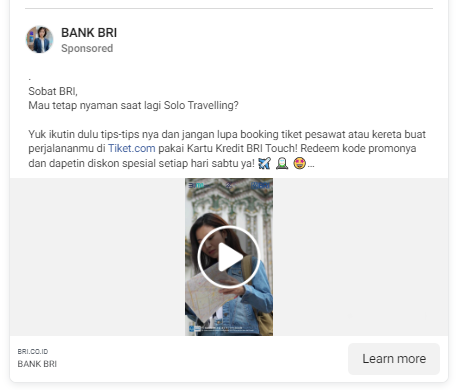 BANK BRI
Sponsored
.
Sobat BRI,
Mau tetap nyaman saat lagi Solo Travelling?
Yuk ikutin dulu tips-tips nya dan jangan lupa booking tiket pesawat atau kereta buat
perjalananmu di Tiket.com pakai Kartu Kredit BRI Touch! Redeem kode promonya
dan dapetin diskon spesial setiap hari sabtu ya! ✈️ 🧕 🤩...
BRI.CO.ID
BANK BRI
Learn more